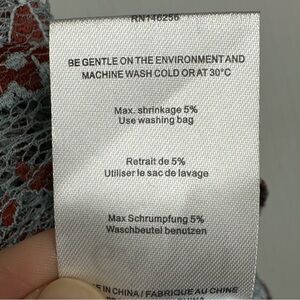 RN146256
BE GENTLE ON THE ENVIRONMENT AND
MACHINE WASH COLD OR AT 30°C
Max. shrinkage 5%
Use washing bag
Retrait de 5%
Utiliser le sac de lavage
Max Schrumpfung 5%
Waschbeutel benutzen
IN CHINA / FABRIQUE AU CHINE